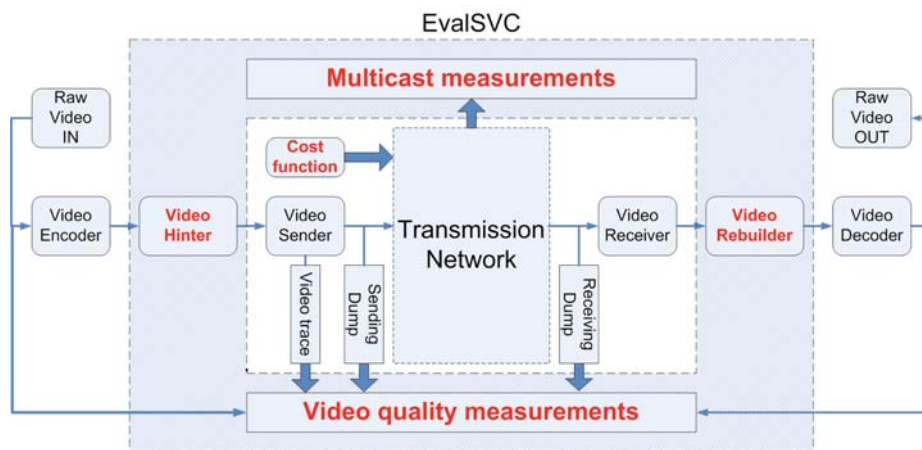 EvalSVC
Multicast measurements
Raw
Video
IN
Raw
Video
OUT
Cost
function
Video
Encoder
Video
Hinter
Video
Sender
Transmission
Network
Video
Receiver
Video
Rebuilder
Video
Decoder
Video trace
Sending
Dump
Receiving
Dump
Video quality measurements